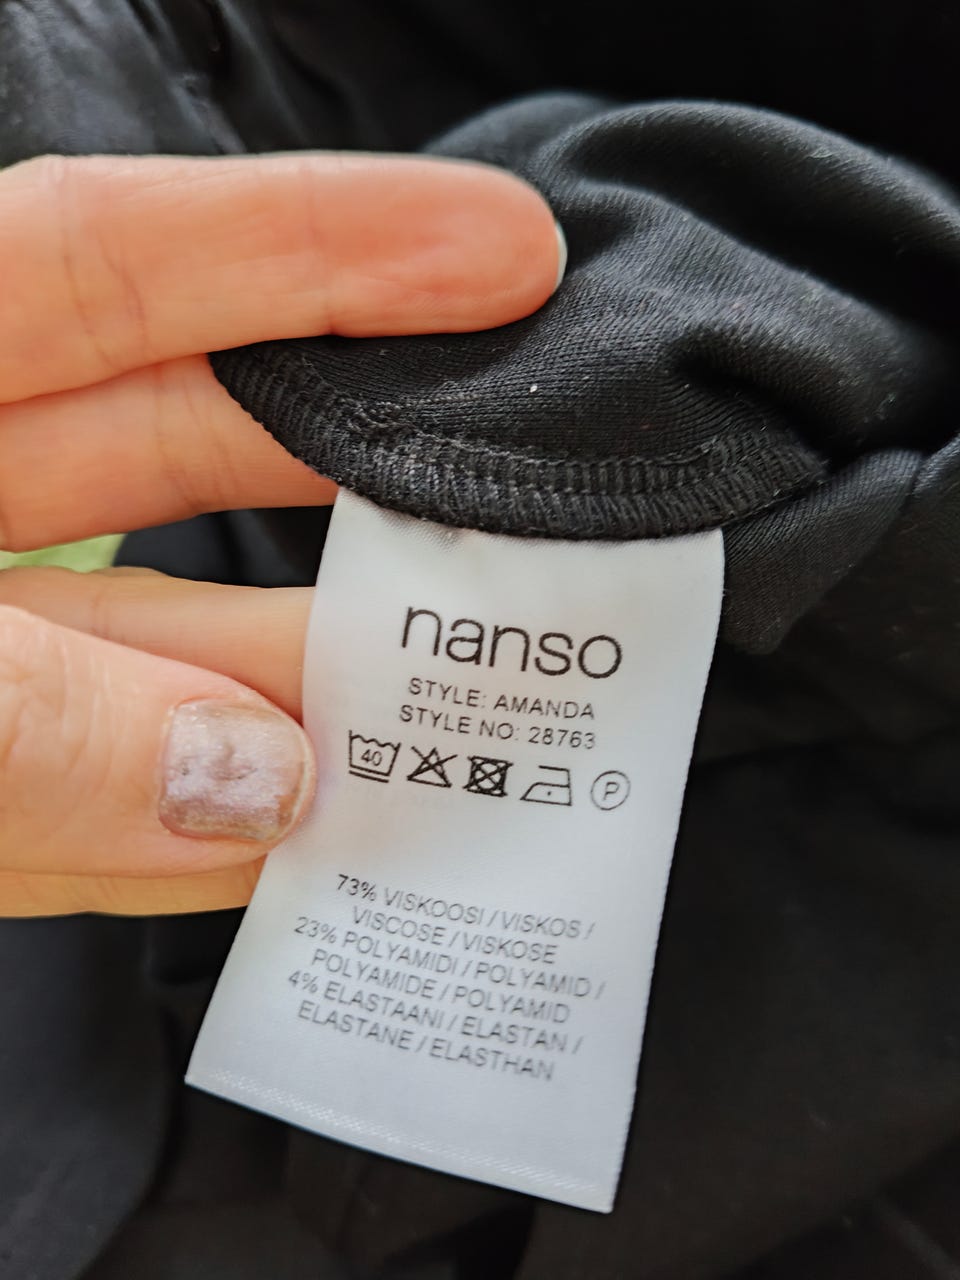 nanso
STYLE: AMANDA
STYLE NO: 28763
40 P
73% VISKOOSI / VISKOS /
VISCOSE / VISKOSE
23% POLYAMIDI / POLYAMID /
POLYAMIDE / POLYAMID
4% ELASTAANI / ELASTAN /
ELASTANE / ELASTHAN